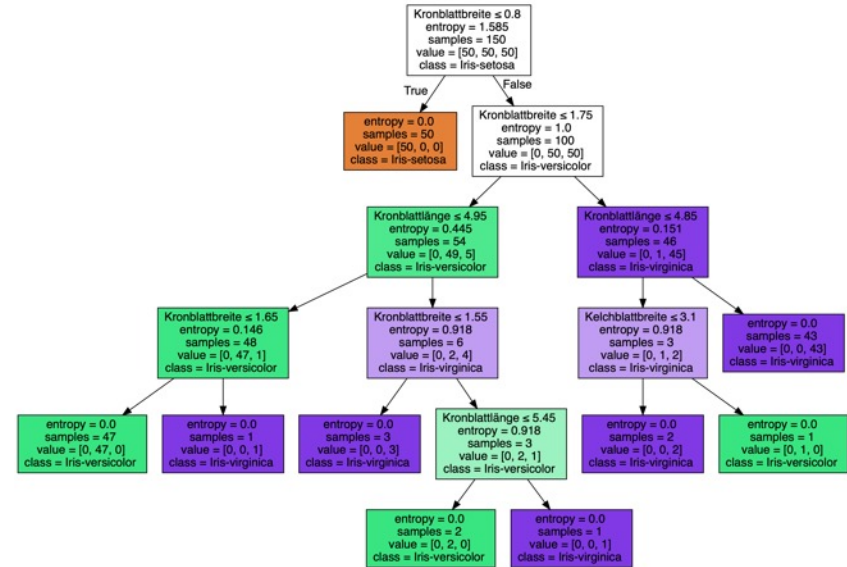 Kronblattbreite ≤ 0.8
entropy = 1.585
samples = 150
value = [50, 50, 50]
class = Iris-setosa
True
False
entropy = 0.0
samples = 50
value = [50, 0, 0]
class = Iris-setosa
Kronblattbreite ≤ 1.75
entropy = 1.0
samples = 100
value = [0, 50, 50]
class = Iris-versicolor
Kronblattlänge ≤ 4.95
entropy = 0.445
samples = 54
value = [0, 49, 5]
class = Iris-versicolor
Kronblattlänge ≤ 4.85
entropy = 0.151
samples = 46
value = [0, 1, 45]
class = Iris-virginica
Kronblattbreite ≤ 1.65
entropy = 0.146
samples = 48
value = [0, 47, 1]
class = Iris-versicolor
Kronblattbreite ≤ 1.55
entropy = 0.918
samples = 6
value = [0, 2, 4]
class = Iris-virginica
Kelchblattbreite ≤ 3.1
entropy = 0.918
samples = 3
value = [0, 1, 2]
class = Iris-virginica
entropy = 0.0
samples = 43
value = [0, 0, 43]
class = Iris-virginica
entropy = 0.0
samples = 47
value = [0, 47, 0]
class = Iris-versicolor
entropy = 0.0
samples = 1
value = [0, 0, 1]
class = Iris-virginica
entropy = 0.0
samples = 3
value = [0, 0, 3]
class = Iris-virginica
Kronblattlänge ≤ 5.45
entropy = 0.918
samples = 3
value = [0, 2, 1]
class = Iris-versicolor
entropy = 0.0
samples = 2
value = [0, 0, 2]
class = Iris-virginica
entropy = 0.0
samples = 1
value = [0, 1, 0]
class = Iris-versicolor
entropy = 0.0
samples = 2
value = [0, 2, 0]
class = Iris-versicolor
entropy = 0.0
samples = 1
value = [0, 0, 1]
class = Iris-virginica